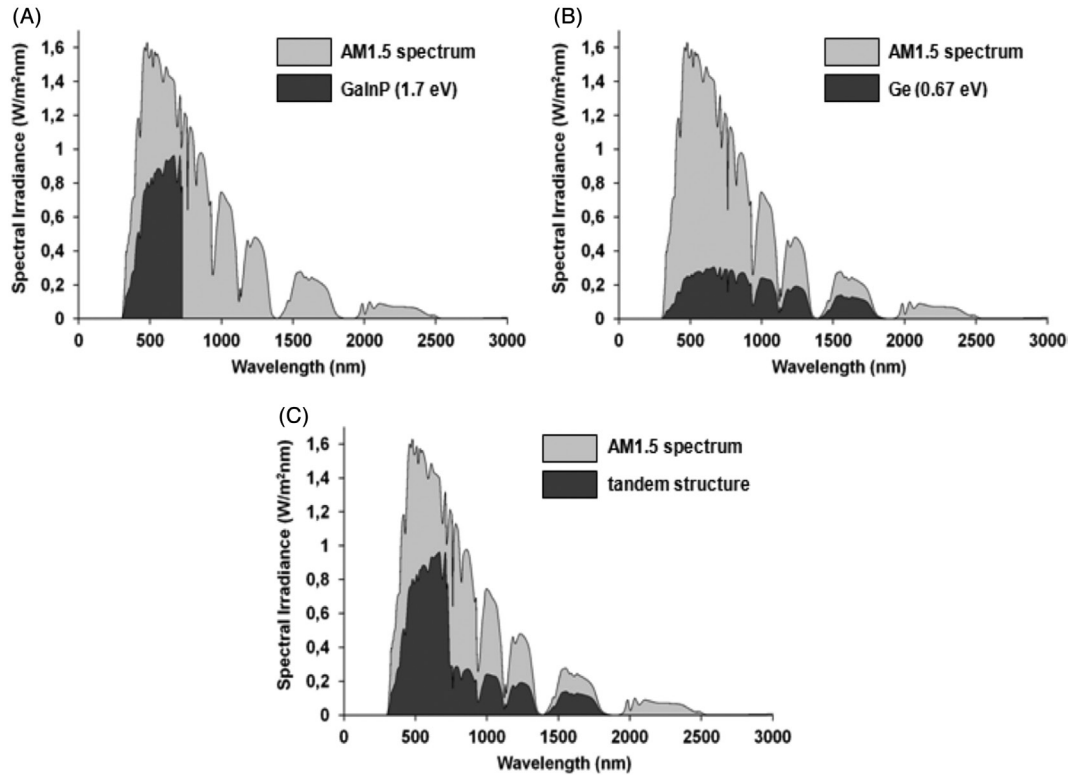 (A)
Spectral Irradiance (W/m²nm)
1,6
1,4
1,2
1
0,8
0,6
0,4
0,2
0
0 500 1000 1500 2000 2500 3000
Wavelength (nm)
AM1.5 spectrum
GaInP (1.7 eV)
(B)
Spectral Irradiance (W/m²nm)
1,6
1,4
1,2
1
0,8
0,6
0,4
0,2
0
0 500 1000 1500 2000 2500 3000
Wavelength (nm)
AM1.5 spectrum
Ge (0.67 eV)
(C)
Spectral Irradiance (W/m²nm)
1,6
1,4
1,2
1
0,8
0,6
0,4
0,2
0
0 500 1000 1500 2000 2500 3000
Wavelength (nm)
AM1.5 spectrum
tandem structure